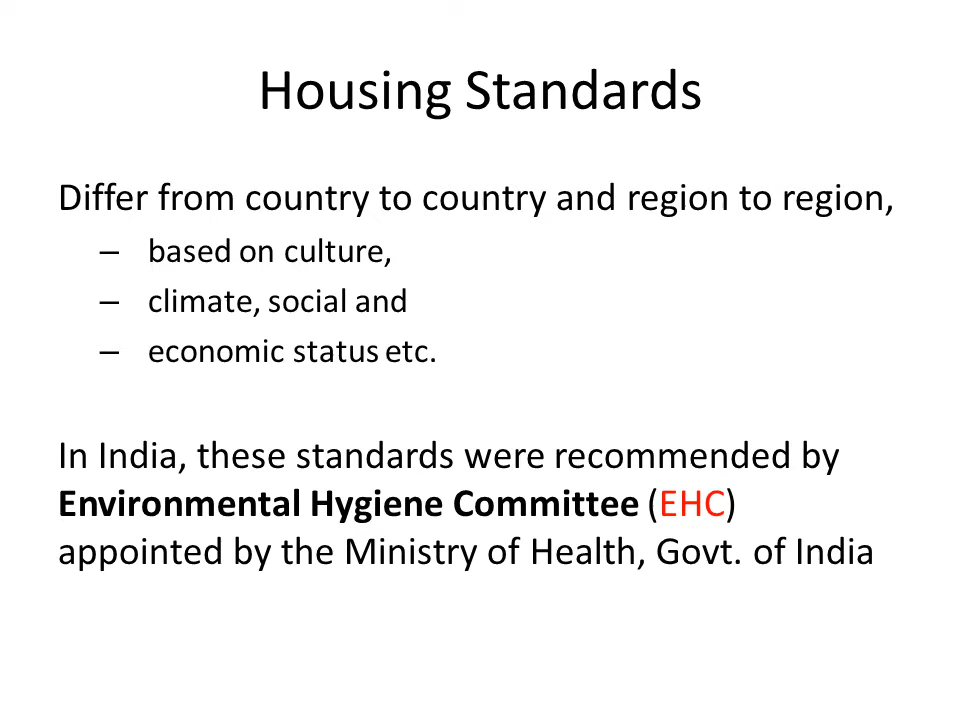 Housing Standards
Differ from country to country and region to region,
– based on culture,
– climate, social and
– economic status etc.
In India, these standards were recommended by
Environmental Hygiene Committee (EHC)
appointed by the Ministry of Health, Govt. of India